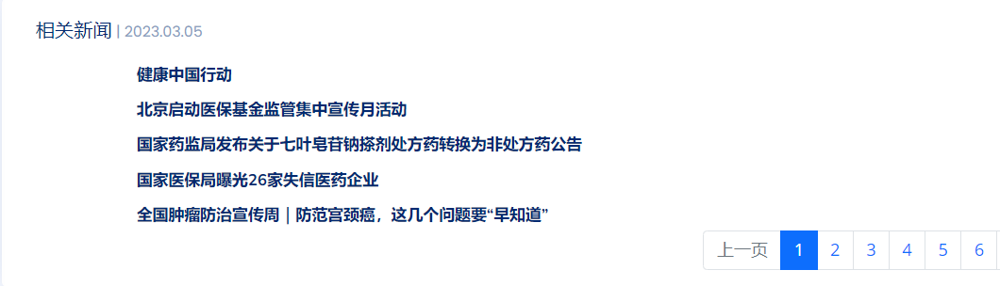 相关新闻 | 2023.03.05
健康中国行动
北京启动医保基金监管集中宣传月活动
国家药监局发布关于七叶皂苷钠搽剂处方药转换为非处方药公告
国家医保局曝光26家失信医药企业
全国肿瘤防治宣传周｜防范宫颈癌，这几个问题要“早知道”
上一页 1 2 3 4 5 6